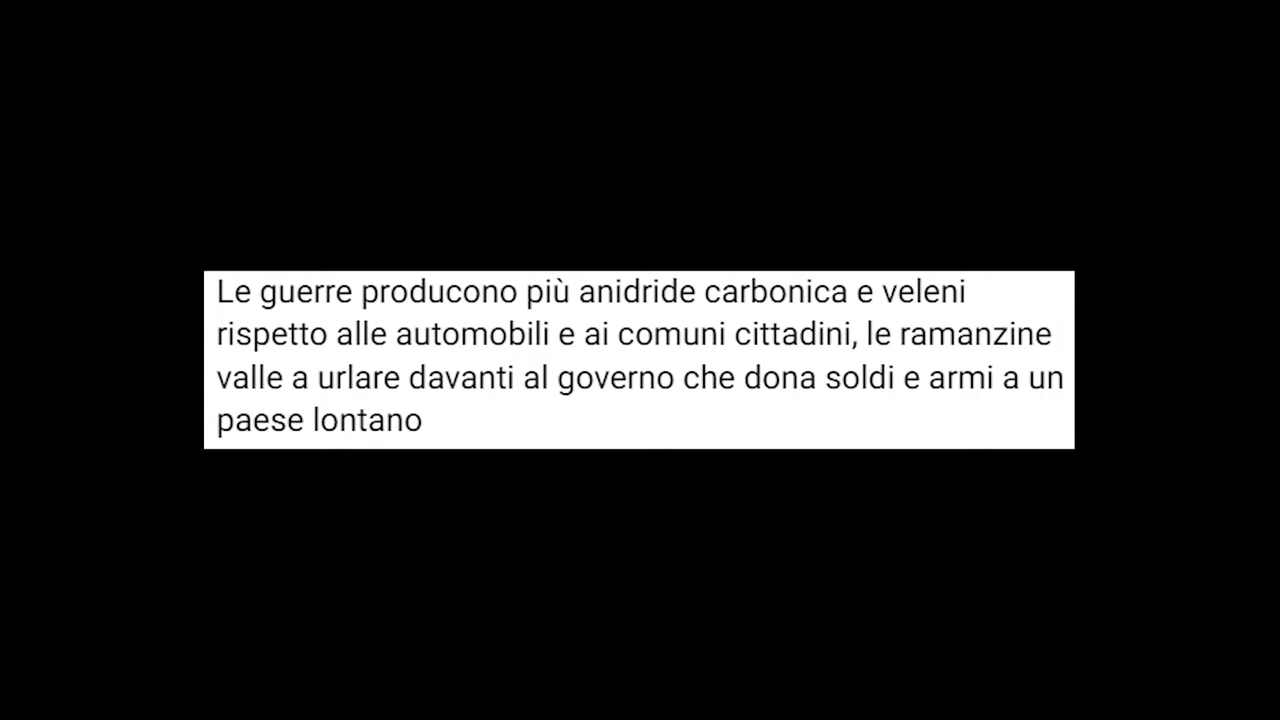 Le guerre producono più anidride carbonica e veleni
rispetto alle automobili e ai comuni cittadini, le ramanzine
valle a urlare davanti al governo che dona soldi e armi a un
paese lontano